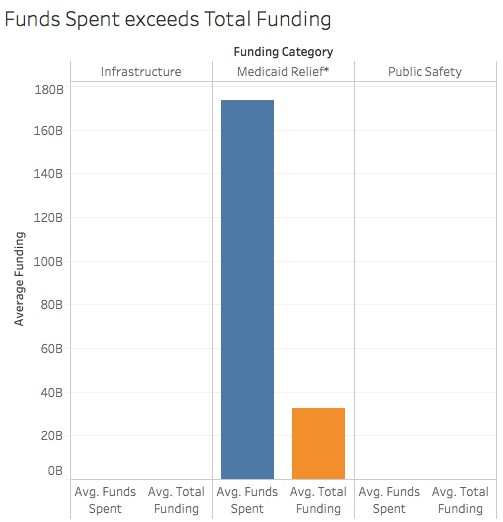 Funds Spent exceeds Total Funding
Funding Category
Infrastructure Medicaid Relief* Public Safety
180B
160B
140B
120B
100B
80B
60B
40B
20B
0B
Average Funding
Avg. Funds Avg. Total Avg. Funds Avg. Total Avg. Funds Avg. Total
Spent Funding Spent Funding Spent Funding